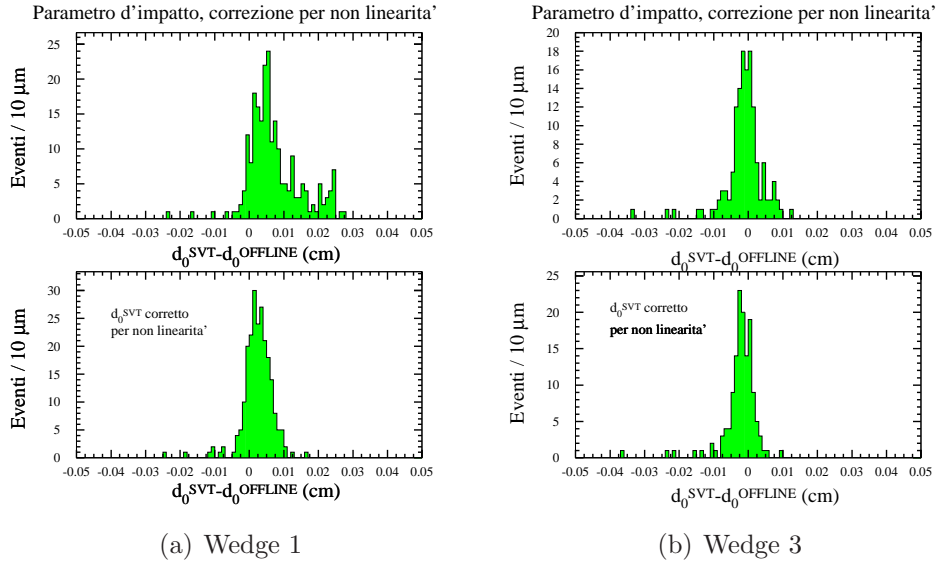 Parametro d'impatto, correzione per non linearita'
Eventi / 10 μm
25
20
15
10
5
0
-0.05 -0.04 -0.03 -0.02 -0.01 0 0.01 0.02 0.03 0.04 0.05
d0SVT-d0OFFLINE (cm)
Eventi / 10 μm
30
25
20
15
10
5
0
d0SVT corretto
per non linearita'
-0.05 -0.04 -0.03 -0.02 -0.01 0 0.01 0.02 0.03 0.04 0.05
d0SVT-d0OFFLINE (cm)
(a) Wedge 1
Parametro d'impatto, correzione per non linearita'
Eventi / 10 μm
20
18
16
14
12
10
8
6
4
2
0
-0.05 -0.04 -0.03 -0.02 -0.01 0 0.01 0.02 0.03 0.04 0.05
d0SVT-d0OFFLINE (cm)
Eventi / 10 μm
25
20
15
10
5
0
d0SVT corretto
per non linearita'
-0.05 -0.04 -0.03 -0.02 -0.01 0 0.01 0.02 0.03 0.04 0.05
d0SVT-d0OFFLINE (cm)
(b) Wedge 3